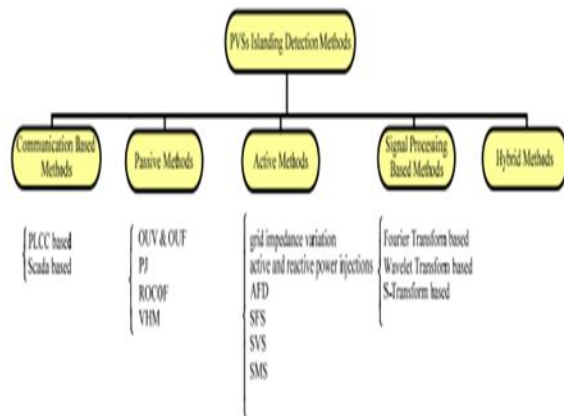 PVSs Islanding Detection Methods
Communication Based
Methods
Passive Methods
Active Methods
Signal Processing
Based Methods
Hybrid Methods
PLCC based
Scada based
OUV & OUF
PJ
ROCOF
VHM
grid impedance variation
active and reactive power injections
AFD
SFS
SVS
SMS
Fourier Transform based
Wavelet Transform based
S-Transform based